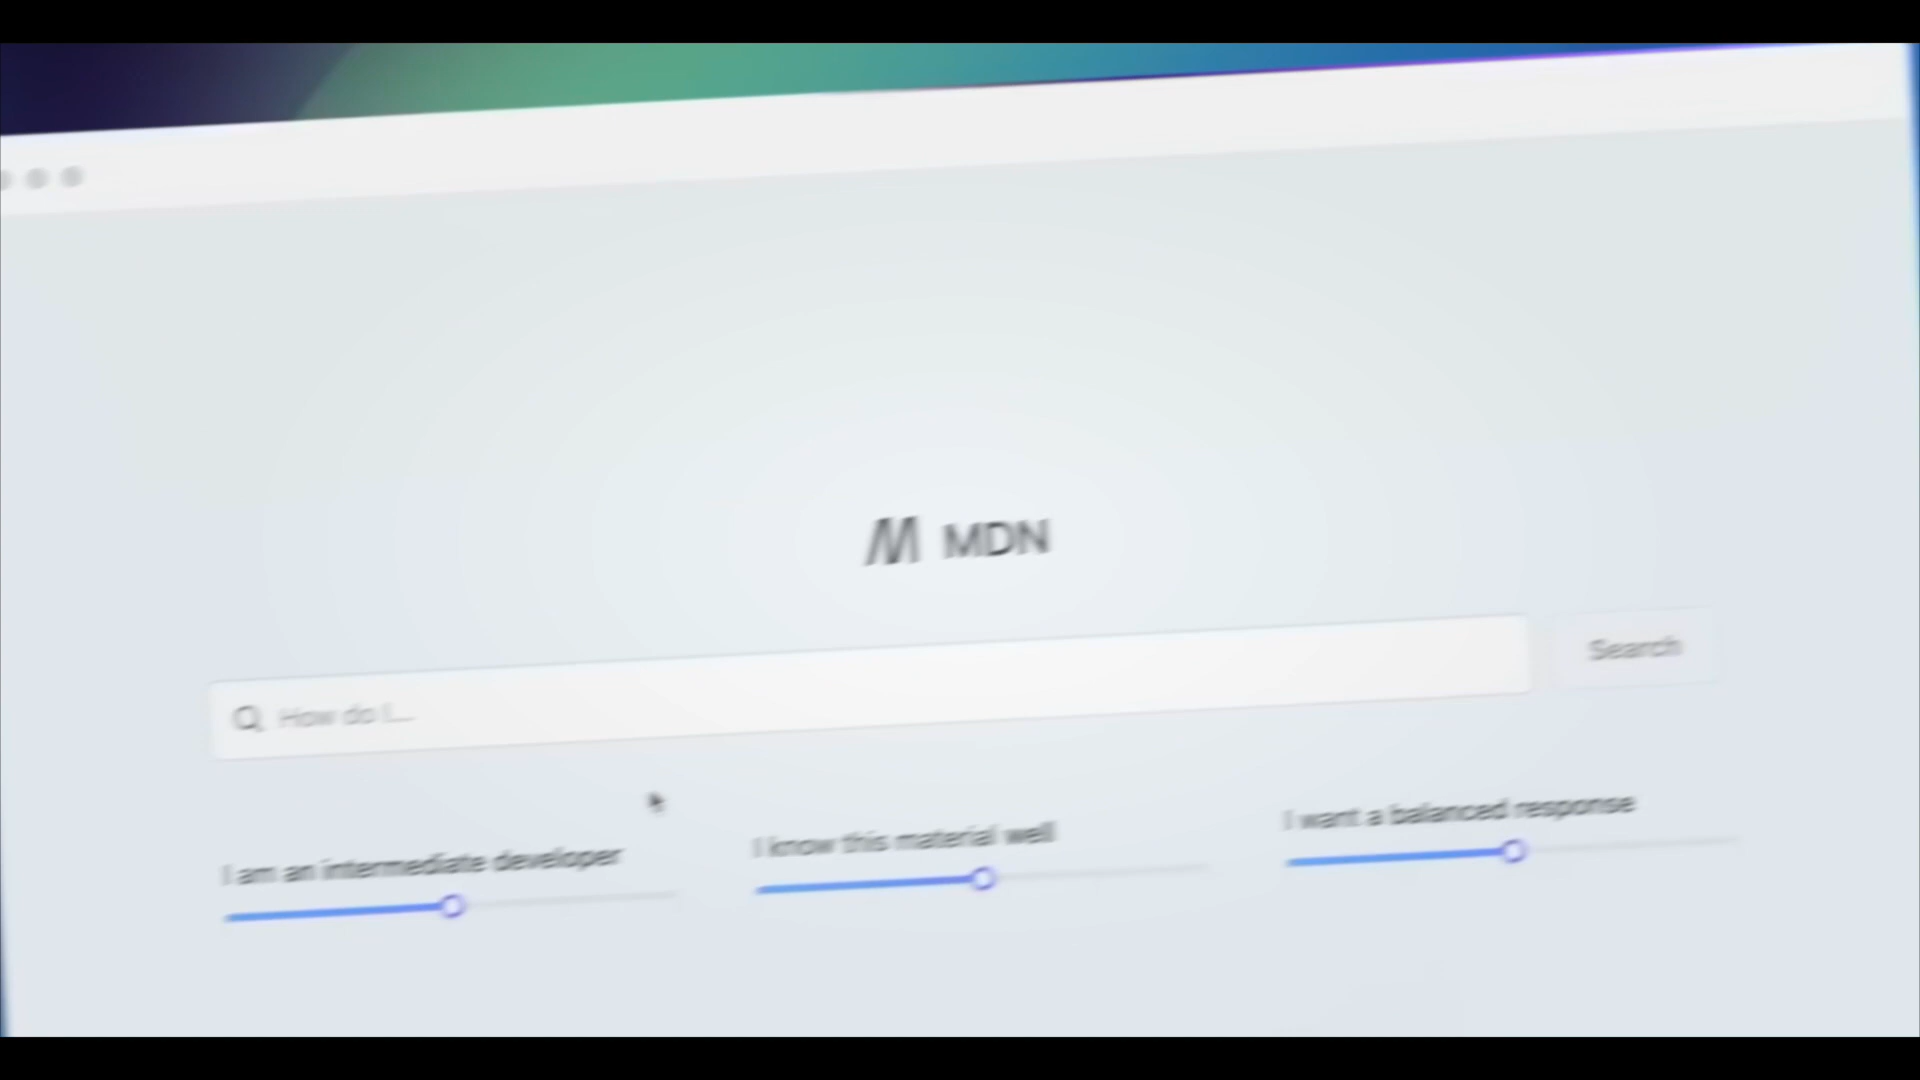 MDN
How do I...
Search
I am an intermediate developer
I know this material well
I want a balanced response